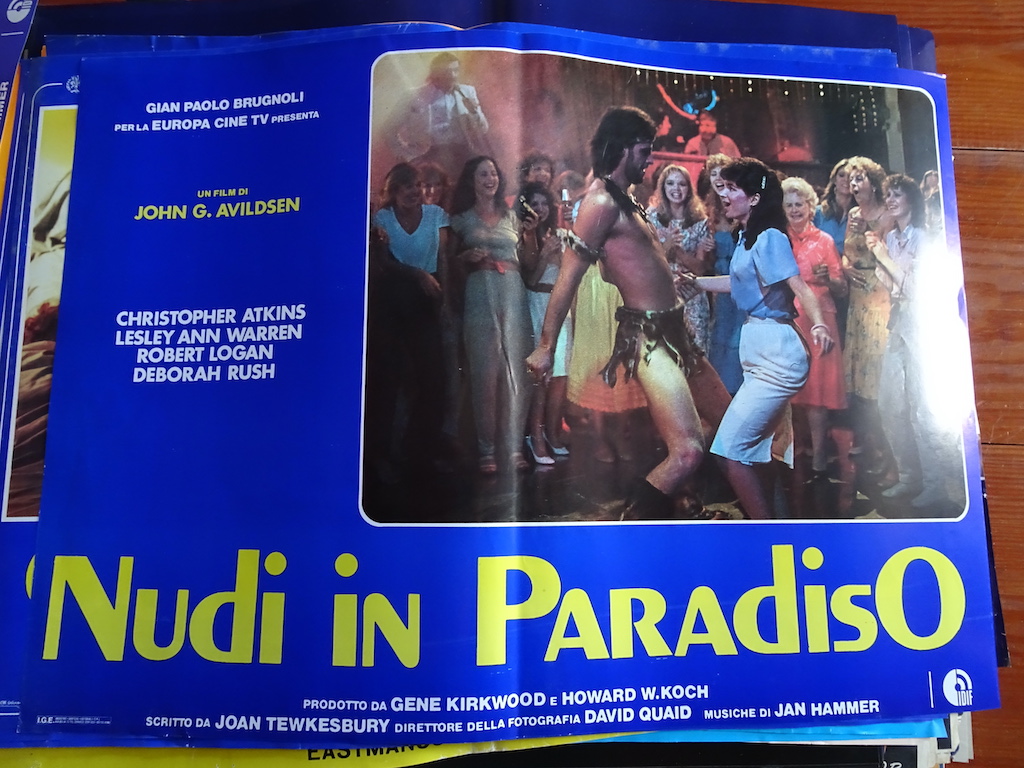 GIAN PAOLO BRUGNOLI
PER LA EUROPA CINE TV PRESENTA
UN FILM DI
JOHN G. AVILDSEN
CHRISTOPHER ATKINS
LESLEY ANN WARREN
ROBERT LOGAN
DEBORAH RUSH
NUdi iN PARAdisO
PRODOTTO DA GENE KIRKWOOD E HOWARD W. KOCH
SCRITTO DA JOAN TEWKESBURY DIRETTORE DELLA FOTOGRAFIA DAVID QUAID MUSICHE DI JAN HAMMER
I.G.E.
IDIF